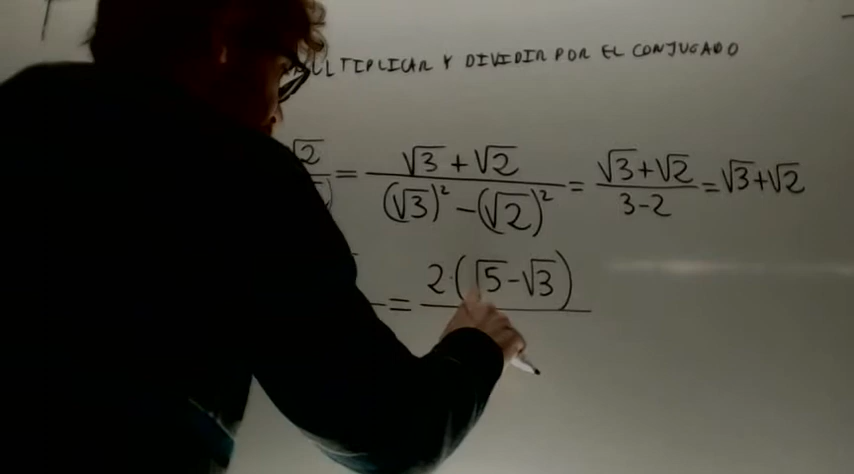 MULTIPLICAR Y DIVIDIR POR EL CONJUGADO
√2 = (√3 + √2) / ((√3)² - (√2)²) = (√3+√2) / (3-2) = √3+√2
= 2·(√5-√3)